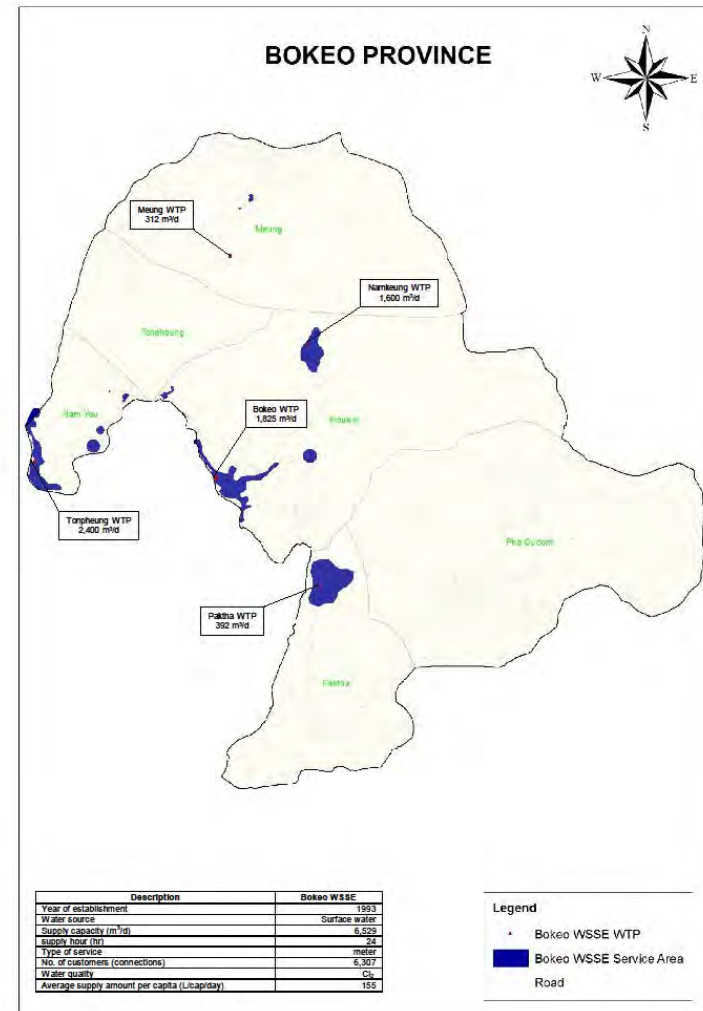 BOKEO PROVINCE
N
W
E
S
Meung WTP
312 m³/d
Meung
Namkeung WTP
1,600 m³/d
Tonpheung
Nam You
Bokeo WTP
1,825 m³/d
Tonpheung WTP
2,400 m³/d
Pha Oudom
Paktha WTP
392 m³/d
Paktha
Description Bokeo WSSE
Year of establishment 1993
Water source Surface water
Supply capacity (m³/d) 6,529
supply hour (hr) 24
Type of service meter
No. of customers (connections) 6,307
Water quality Cl₂
Average supply amount per capita (L/cap/day) 155
Legend
Bokeo WSSE WTP
Bokeo WSSE Service Area
Road